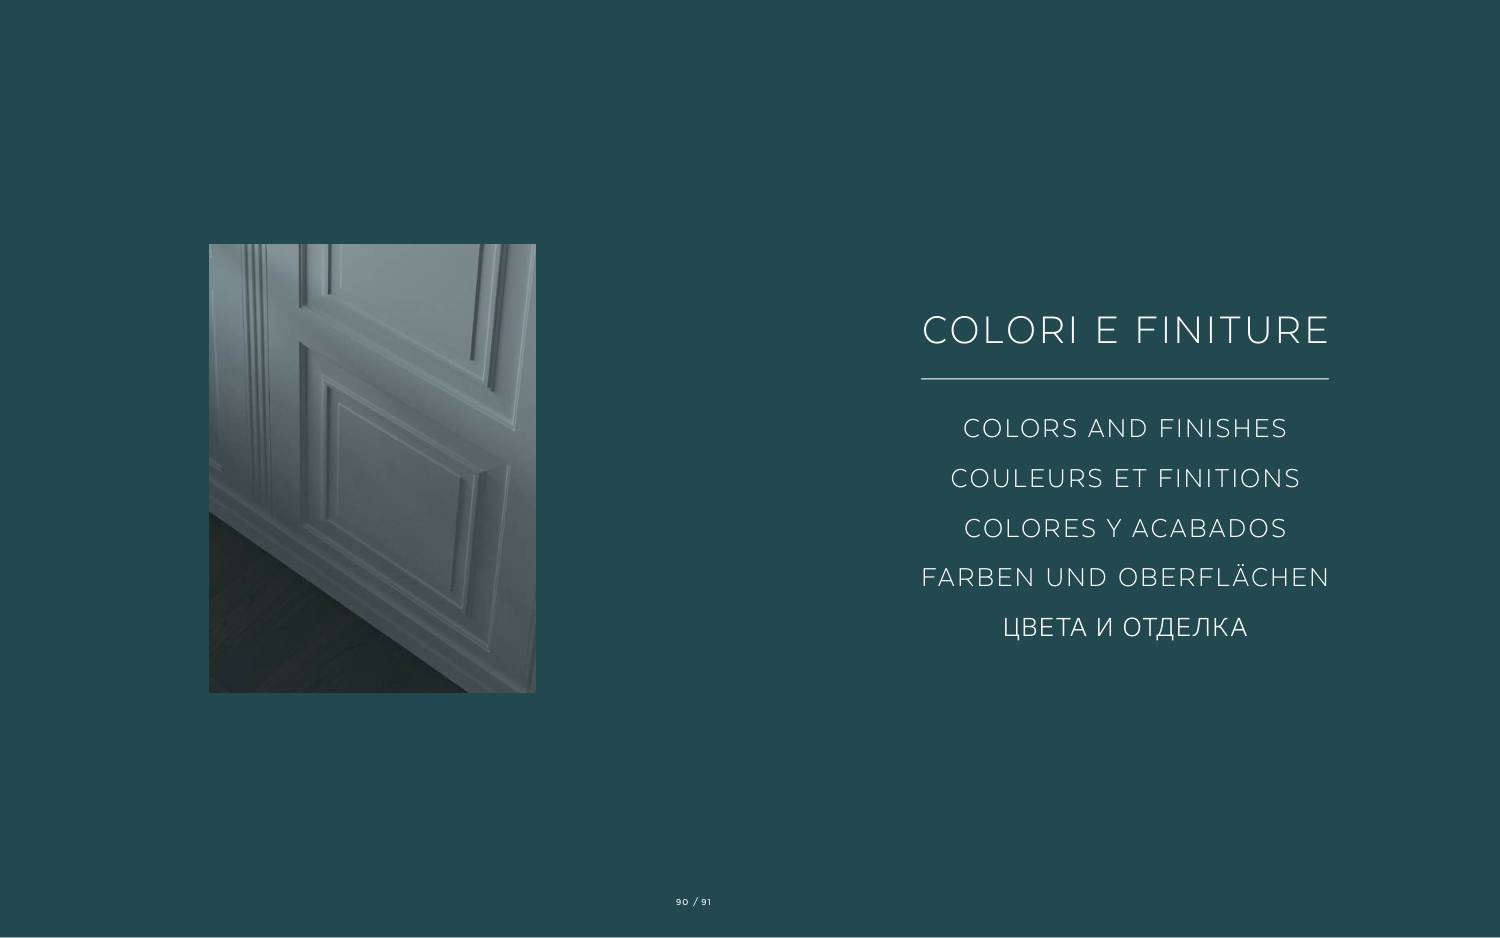 COLORI E FINITURE
COLORS AND FINISHES
COULEURS ET FINITIONS
COLORES Y ACABADOS
FARBEN UND OBERFLÄCHEN
ЦВЕТА И ОТДЕЛКА
90 / 91